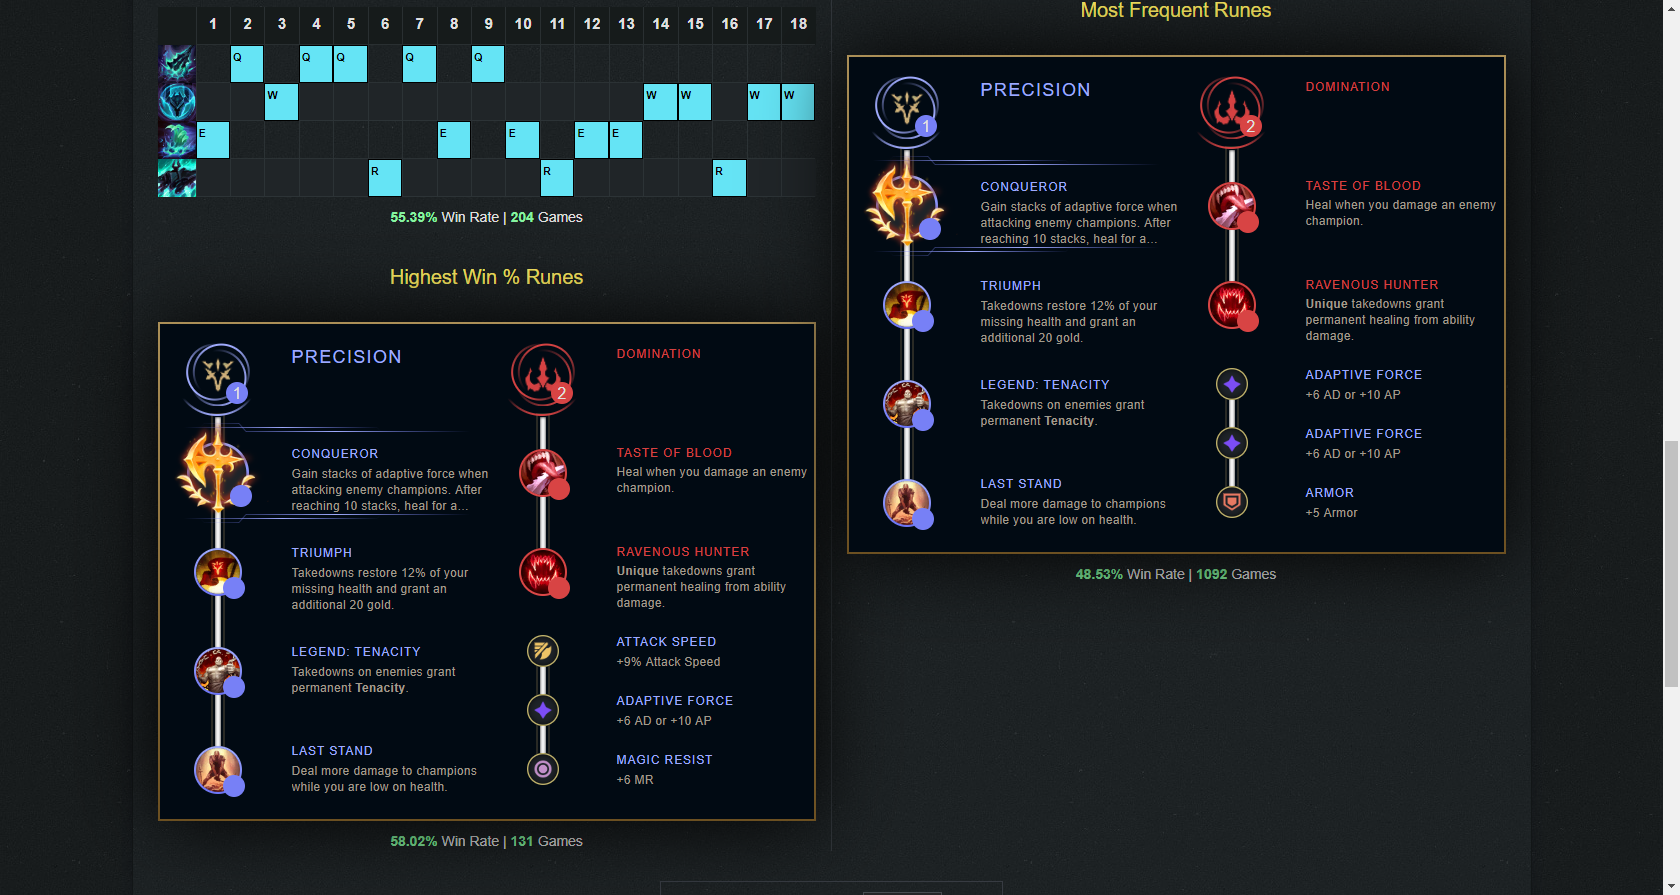 1 2 3 4 5 6 7 8 9 10 11 12 13 14 15 16 17 18
Q Q Q Q Q
W W W W W
E E E E E
R R R
55.39% Win Rate | 204 Games
Highest Win % Runes
1
PRECISION
CONQUEROR
Gain stacks of adaptive force when
attacking enemy champions. After
reaching 10 stacks, heal for a...
TRIUMPH
Takedowns restore 12% of your
missing health and grant an
additional 20 gold.
LEGEND: TENACITY
Takedowns on enemies grant
permanent Tenacity.
LAST STAND
Deal more damage to champions
while you are low on health.
2
DOMINATION
TASTE OF BLOOD
Heal when you damage an enemy
champion.
RAVENOUS HUNTER
Unique takedowns grant
permanent healing from ability
damage.
ATTACK SPEED
+9% Attack Speed
ADAPTIVE FORCE
+6 AD or +10 AP
MAGIC RESIST
+6 MR
58.02% Win Rate | 131 Games
Most Frequent Runes
1
PRECISION
CONQUEROR
Gain stacks of adaptive force when
attacking enemy champions. After
reaching 10 stacks, heal for a...
TRIUMPH
Takedowns restore 12% of your
missing health and grant an
additional 20 gold.
LEGEND: TENACITY
Takedowns on enemies grant
permanent Tenacity.
LAST STAND
Deal more damage to champions
while you are low on health.
2
DOMINATION
TASTE OF BLOOD
Heal when you damage an enemy
champion.
RAVENOUS HUNTER
Unique takedowns grant
permanent healing from ability
damage.
ADAPTIVE FORCE
+6 AD or +10 AP
ADAPTIVE FORCE
+6 AD or +10 AP
ARMOR
+5 Armor
48.53% Win Rate | 1092 Games